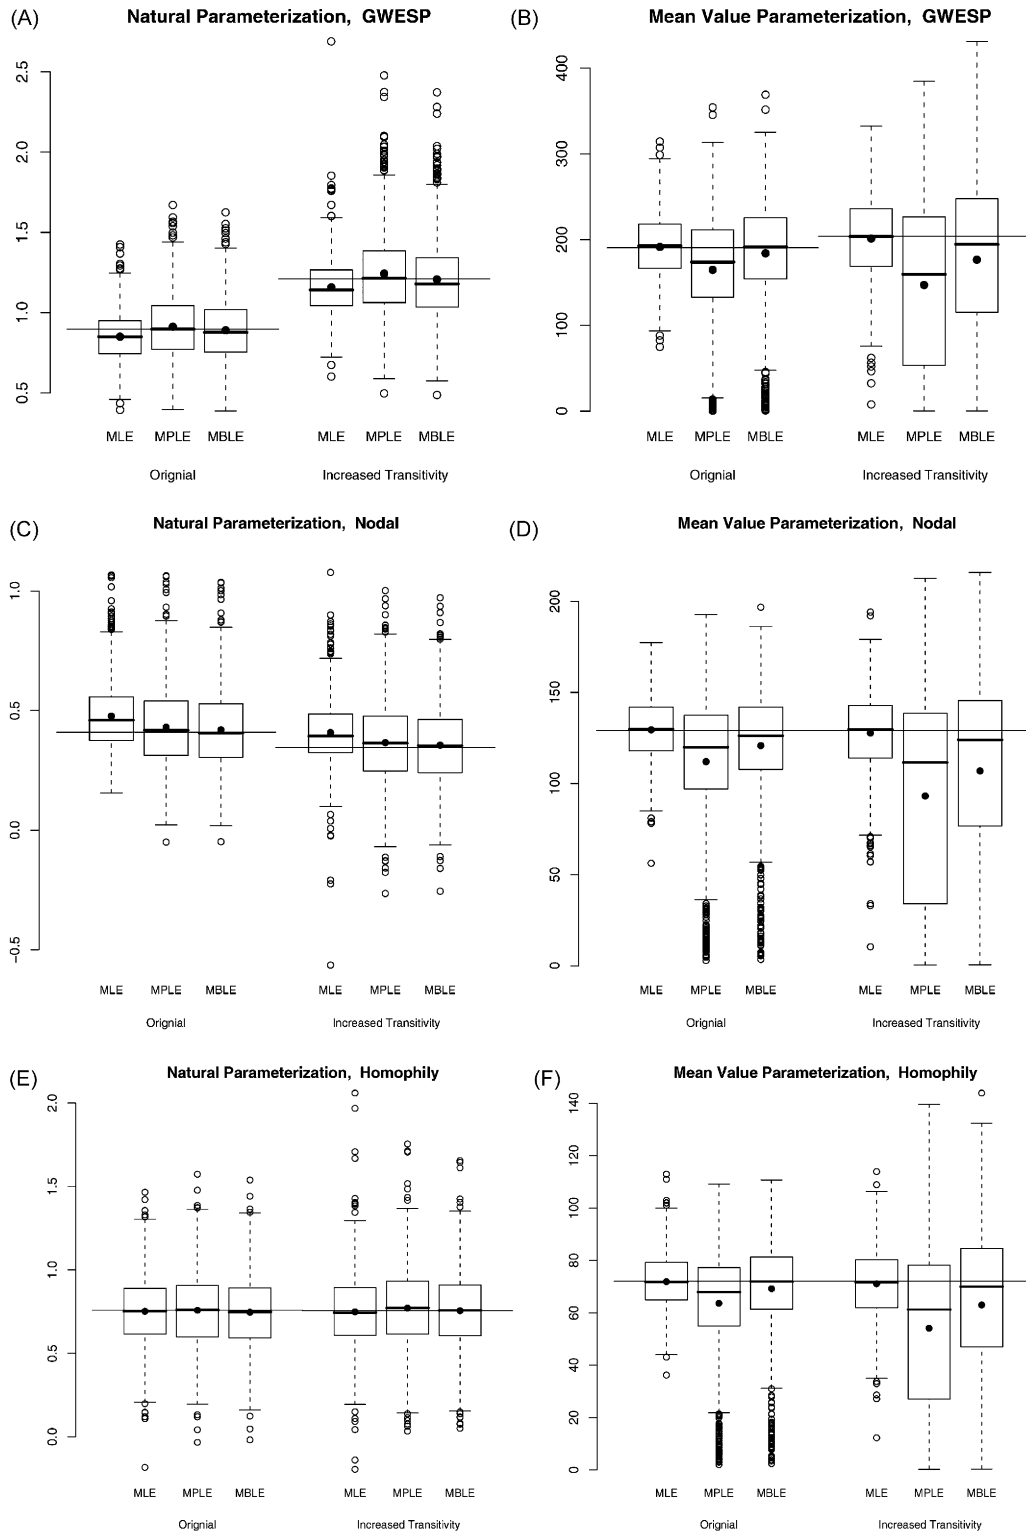 (A)
Natural Parameterization, GWESP
2.5
2.0
1.5
1.0
0.5
MLE MPLE MBLE MLE MPLE MBLE
Orignial Increased Transitivity
(B)
Mean Value Parameterization, GWESP
400
300
200
100
0
MLE MPLE MBLE MLE MPLE MBLE
Orignial Increased Transitivity
(C)
Natural Parameterization, Nodal
1.0
0.5
0.0
−0.5
MLE MPLE MBLE MLE MPLE MBLE
Orignial Increased Transitivity
(D)
Mean Value Parameterization, Nodal
200
150
100
50
0
MLE MPLE MBLE MLE MPLE MBLE
Orignial Increased Transitivity
(E)
Natural Parameterization, Homophily
2.0
1.5
1.0
0.5
0.0
MLE MPLE MBLE MLE MPLE MBLE
Orignial Increased Transitivity
(F)
Mean Value Parameterization, Homophily
140
120
100
80
60
40
20
0
MLE MPLE MBLE MLE MPLE MBLE
Orignial Increased Transitivity